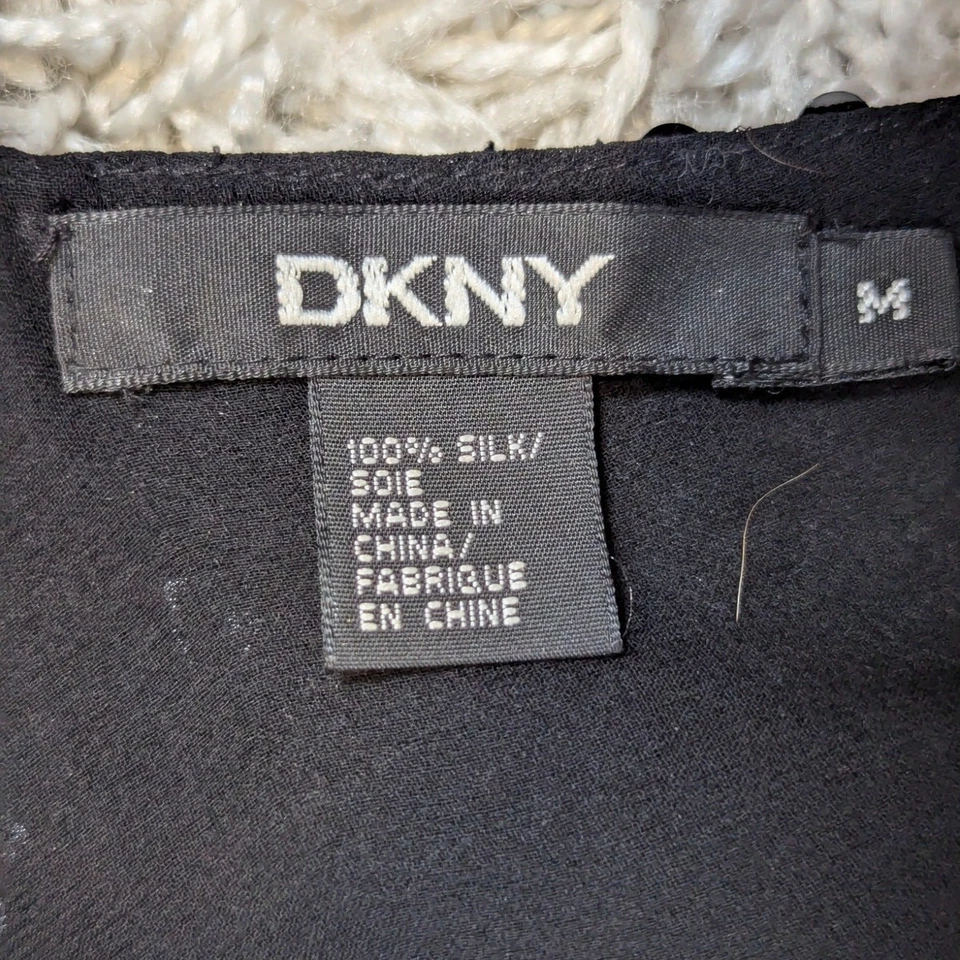 DKNY
M
100% SILK/
SOIE
MADE IN
CHINA/
FABRIQUE
EN CHINE